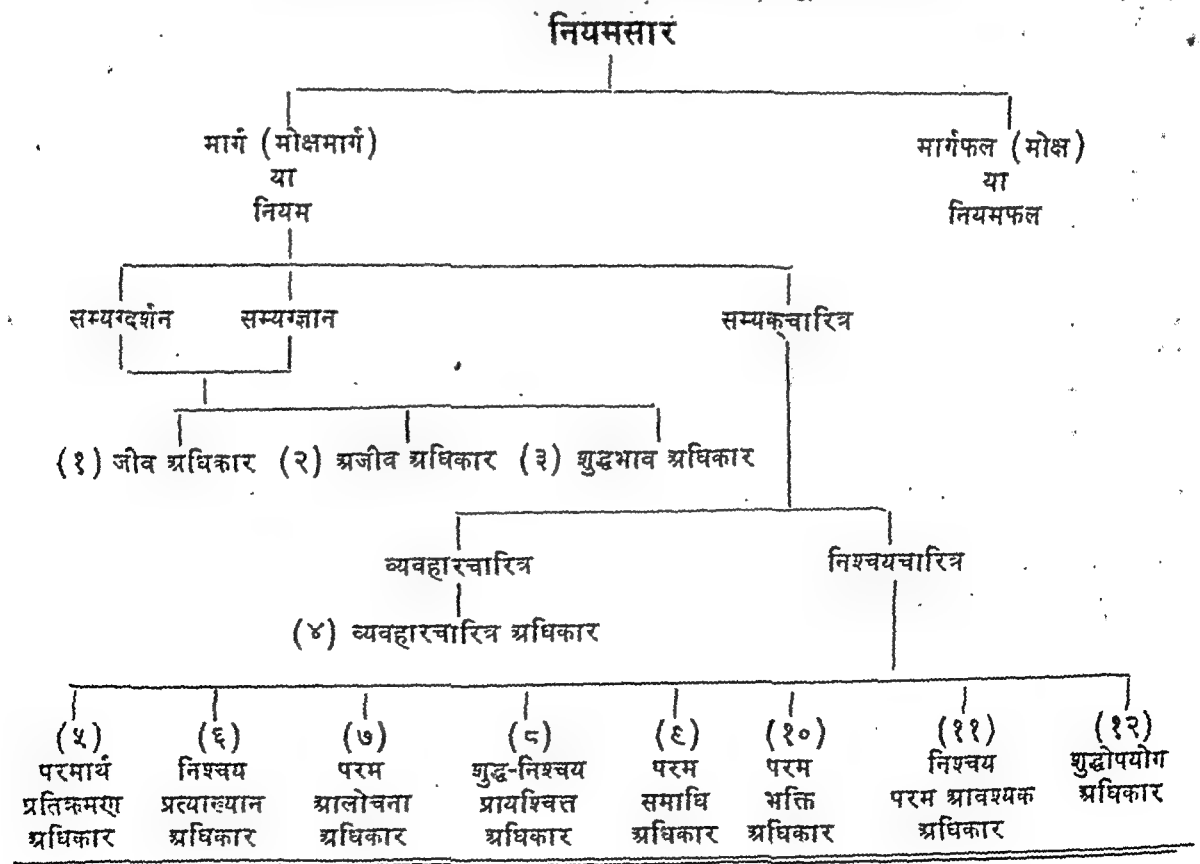 नियमसार
मार्ग (मोक्षमार्ग)
या
नियम
मार्गफल (मोक्ष)
या
नियमफल
सम्यग्दर्शन सम्यग्ज्ञान सम्यक्‌चारित्र
(१) जीव अधिकार (२) अजीव अधिकार (३) शुद्धभाव अधिकार
व्यवहारचारित्र निश्चयचारित्र
(४) व्यवहारचारित्र अधिकार
(५)
परमार्थ
प्रतिक्रमण
अधिकार
(६)
निश्चय
प्रत्याख्यान
अधिकार
(७)
परम
आलोचना
अधिकार
(८)
शुद्ध-निश्चय
प्रायश्चित्त
अधिकार
(९)
परम
समाधि
अधिकार
(१०)
परम
भक्ति
अधिकार
(११)
निश्चय
परम आवश्यक
अधिकार
(१२)
शुद्धोपयोग
अधिकार